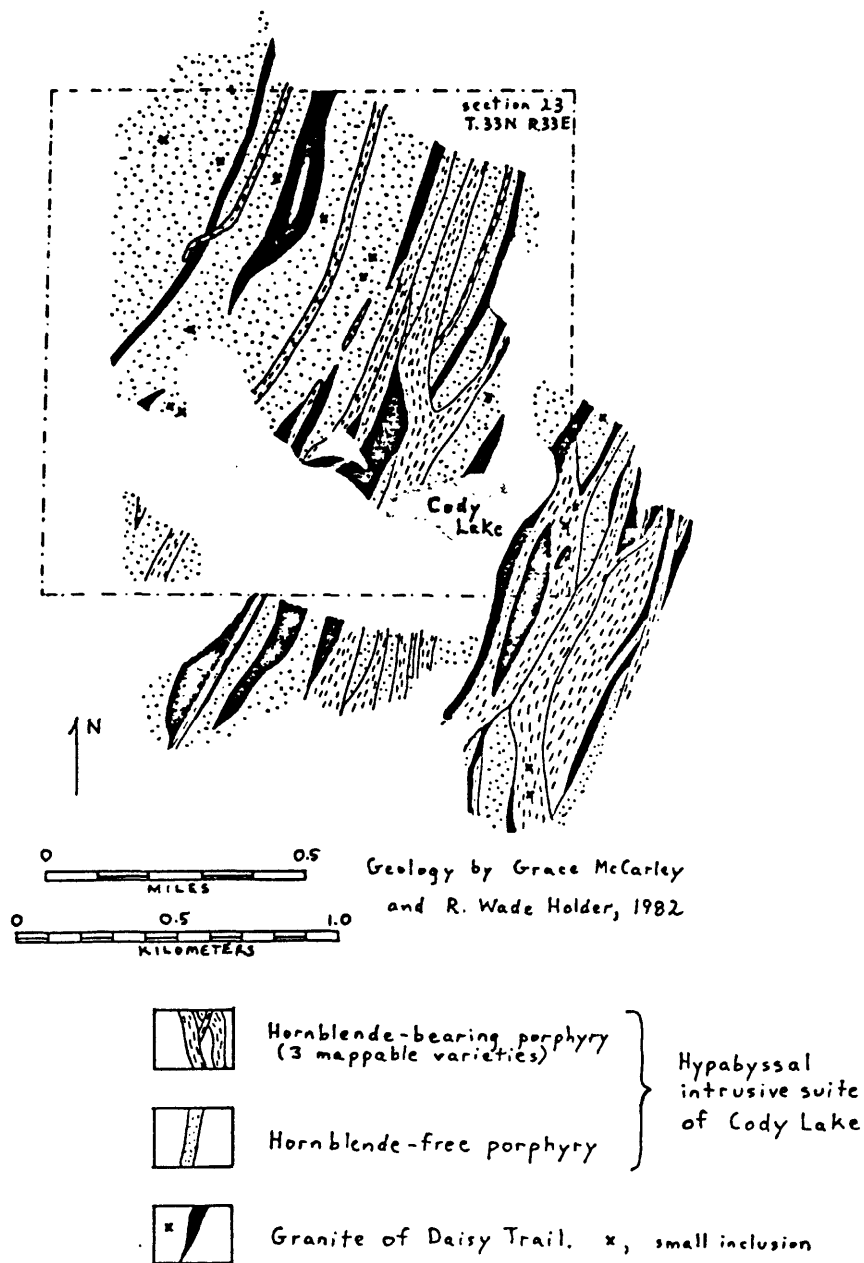 section 23
T.33N R33E
Cody
Lake
N
0 0.5
MILES
0 0.5 1.0
KILOMETERS
Geology by Grace McCarley
and R. Wade Holder, 1982
Hornblende-bearing porphyry
(3 mappable varieties)
Hornblende-free porphyry
Hypabyssal
intrusive suite
of Cody Lake
Granite of Daisy Trail. x, small inclusion